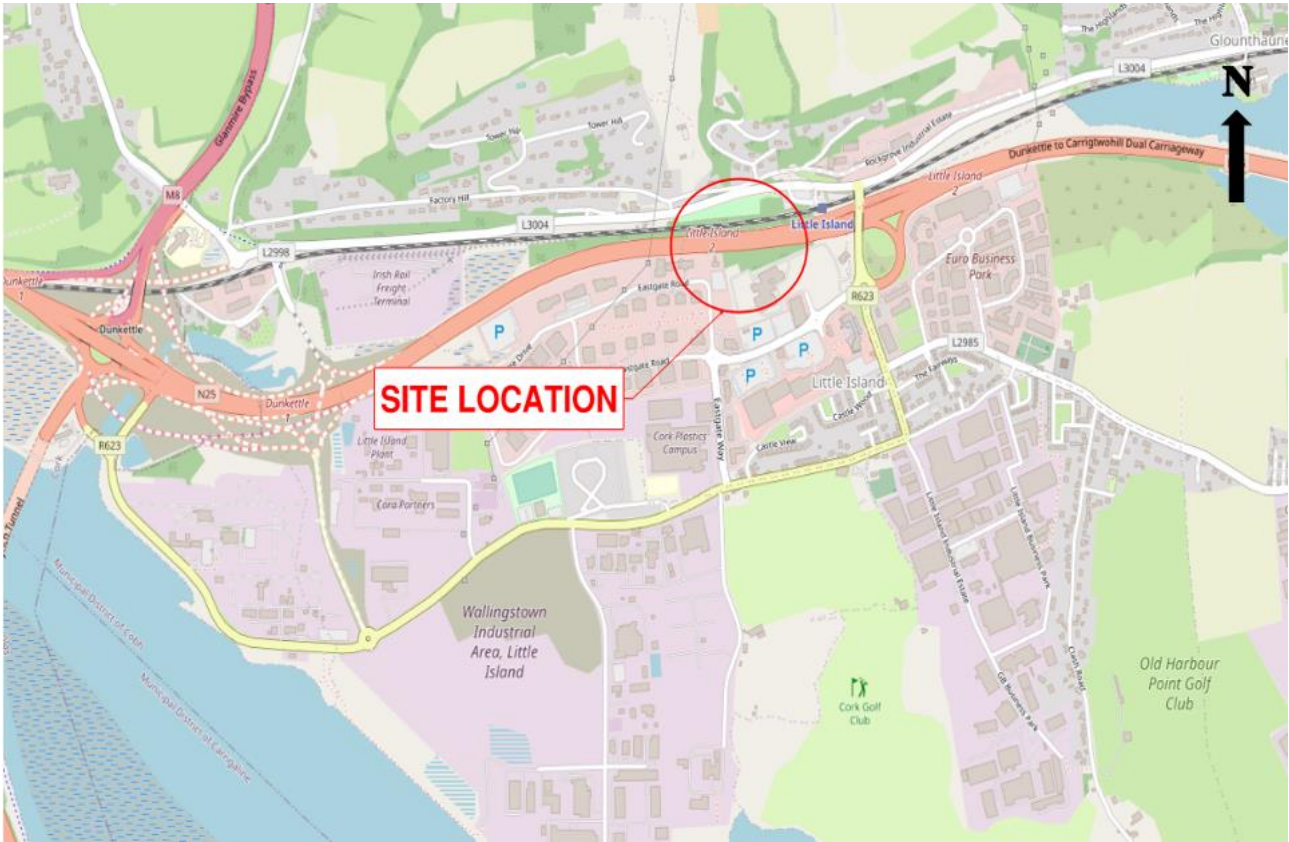 The Highlands
Glounthaune
L3004
N
Glanmire Bypass
Tower Hill
Tower Hill
Rockgrove Industrial Estate
Dunkettle to Carrigtwohill Dual Carriageway
M8
Factory Hill
Little Island
2
L3004
Little Island
2
Little Island
L2998
Dunkettle
1
Irish Rail
Freight
Terminal
Eastgate Road
Euro Business
Park
R623
Dunkettle
P
P
P
P
L2985
N25
Dunkettle
1
SITE LOCATION
Little Island
The Fairways
Castle Wood
Eastgate Way
R623
Little Island
Plant
Cork Plastics
Campus
Castle View
Cara Partners
Tunnel
Municipal District of Cobh
Municipal District of Carrigaline
Wallingstown
Industrial
Area, Little
Island
Little Island Industrial Estate
Little Island Business Park
Clash Road
Gill Business Park
Cork Golf
Club
Old Harbour
Point Golf
Club